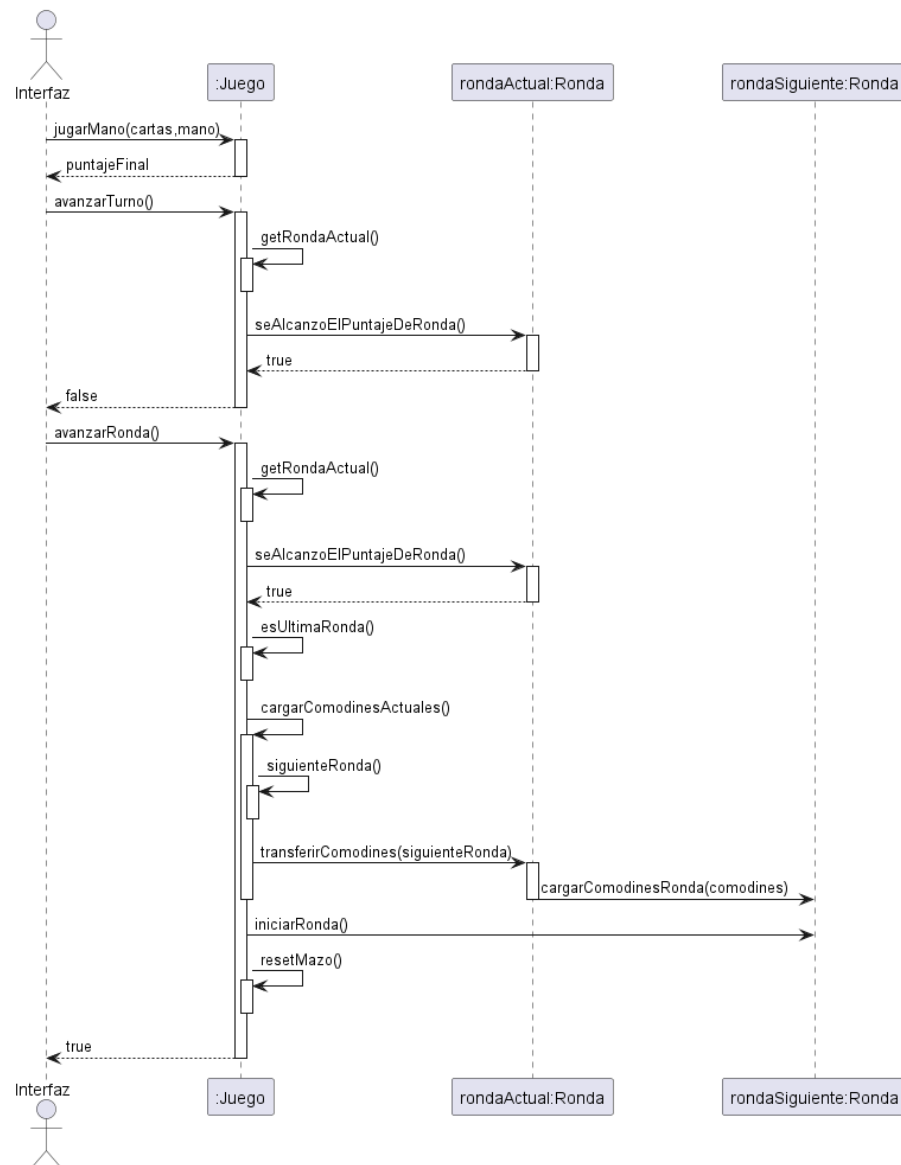 Interfaz
:Juego
rondaActual:Ronda
rondaSiguiente:Ronda
jugarMano(cartas,mano)
puntajeFinal
avanzarTurno()
getRondaActual()
seAlcanzoElPuntajeDeRonda()
true
false
avanzarRonda()
getRondaActual()
seAlcanzoElPuntajeDeRonda()
true
esUltimaRonda()
cargarComodinesActuales()
siguienteRonda()
transferirComodines(siguienteRonda)
cargarComodinesRonda(comodines)
iniciarRonda()
resetMazo()
true
Interfaz
:Juego
rondaActual:Ronda
rondaSiguiente:Ronda